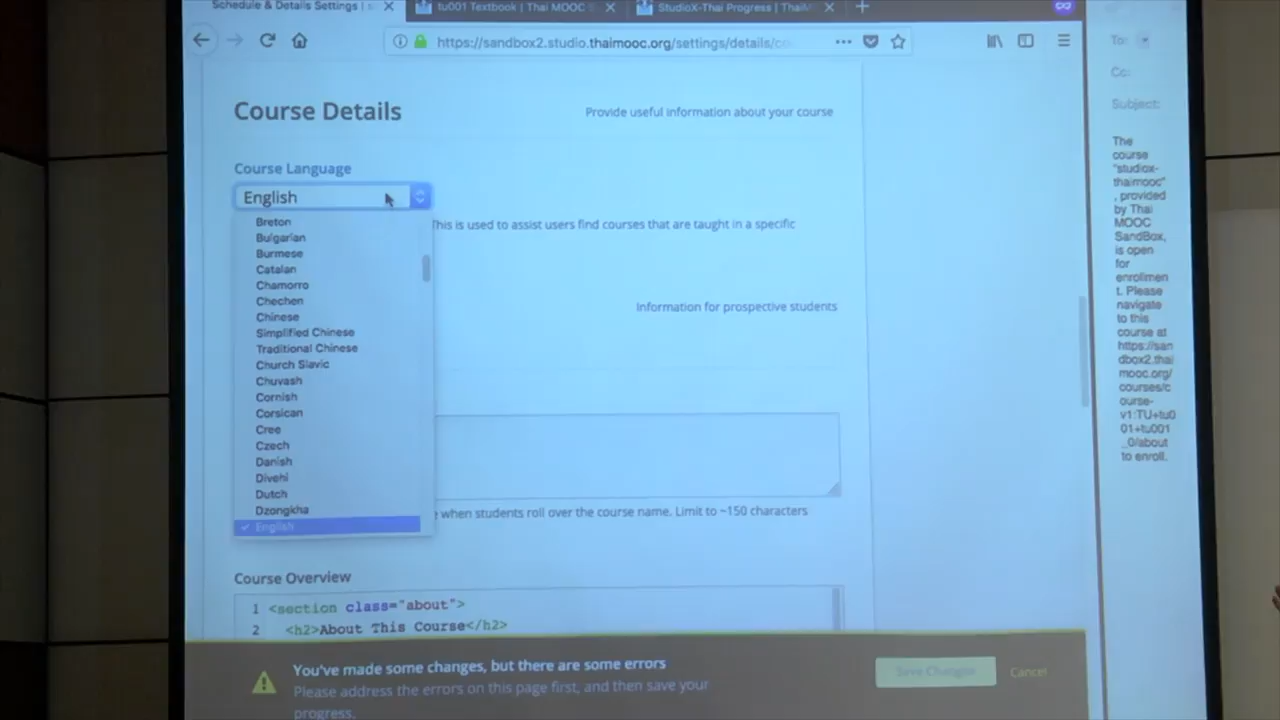 Schedule & Details Settings |
tu001 Textbook | Thai MOOC S
StudioX-Thai Progress | ThaiM
https://sandbox2.studio.thaimooc.org/settings/details/co
Course Details
Provide useful information about your course
Course Language
English
Breton
Bulgarian
Burmese
Catalan
Chamorro
Chechen
Chinese
Simplified Chinese
Traditional Chinese
Church Slavic
Chuvash
Cornish
Corsican
Cree
Czech
Danish
Divehi
Dutch
Dzongkha
English
This is used to assist users find courses that are taught in a specific
Information for prospective students
when students roll over the course name. Limit to ~150 characters
Course Overview
1 <section class="about">
2 <h2>About This Course</h2>
You've made some changes, but there are some errors
Please address the errors on this page first, and then save your
progress.
Save Changes
Cancel
To:
Cc:
Subject:
The
course
"studiox-
thaimooc"
, provided
by Thai
MOOC
SandBox,
is open
for
enrollmen
t. Please
navigate
to this
course at
https://san
dbox2.thai
mooc.org/
courses/c
ourse-
v1:TU+tu0
01+tu001
_0/about
to enroll.